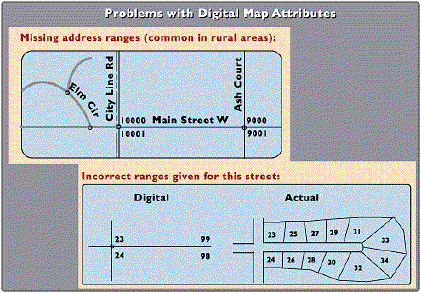 Problems with Digital Map Attributes
Missing address ranges (common in rural areas):
Elm Cir
City Line Rd
Ash Court
10000 Main Street W 9000
10001 9001
Incorrect ranges given for this street:
Digital Actual
23 99
24 98
23 25 27 29 31 33
24 26 28 30 32 34